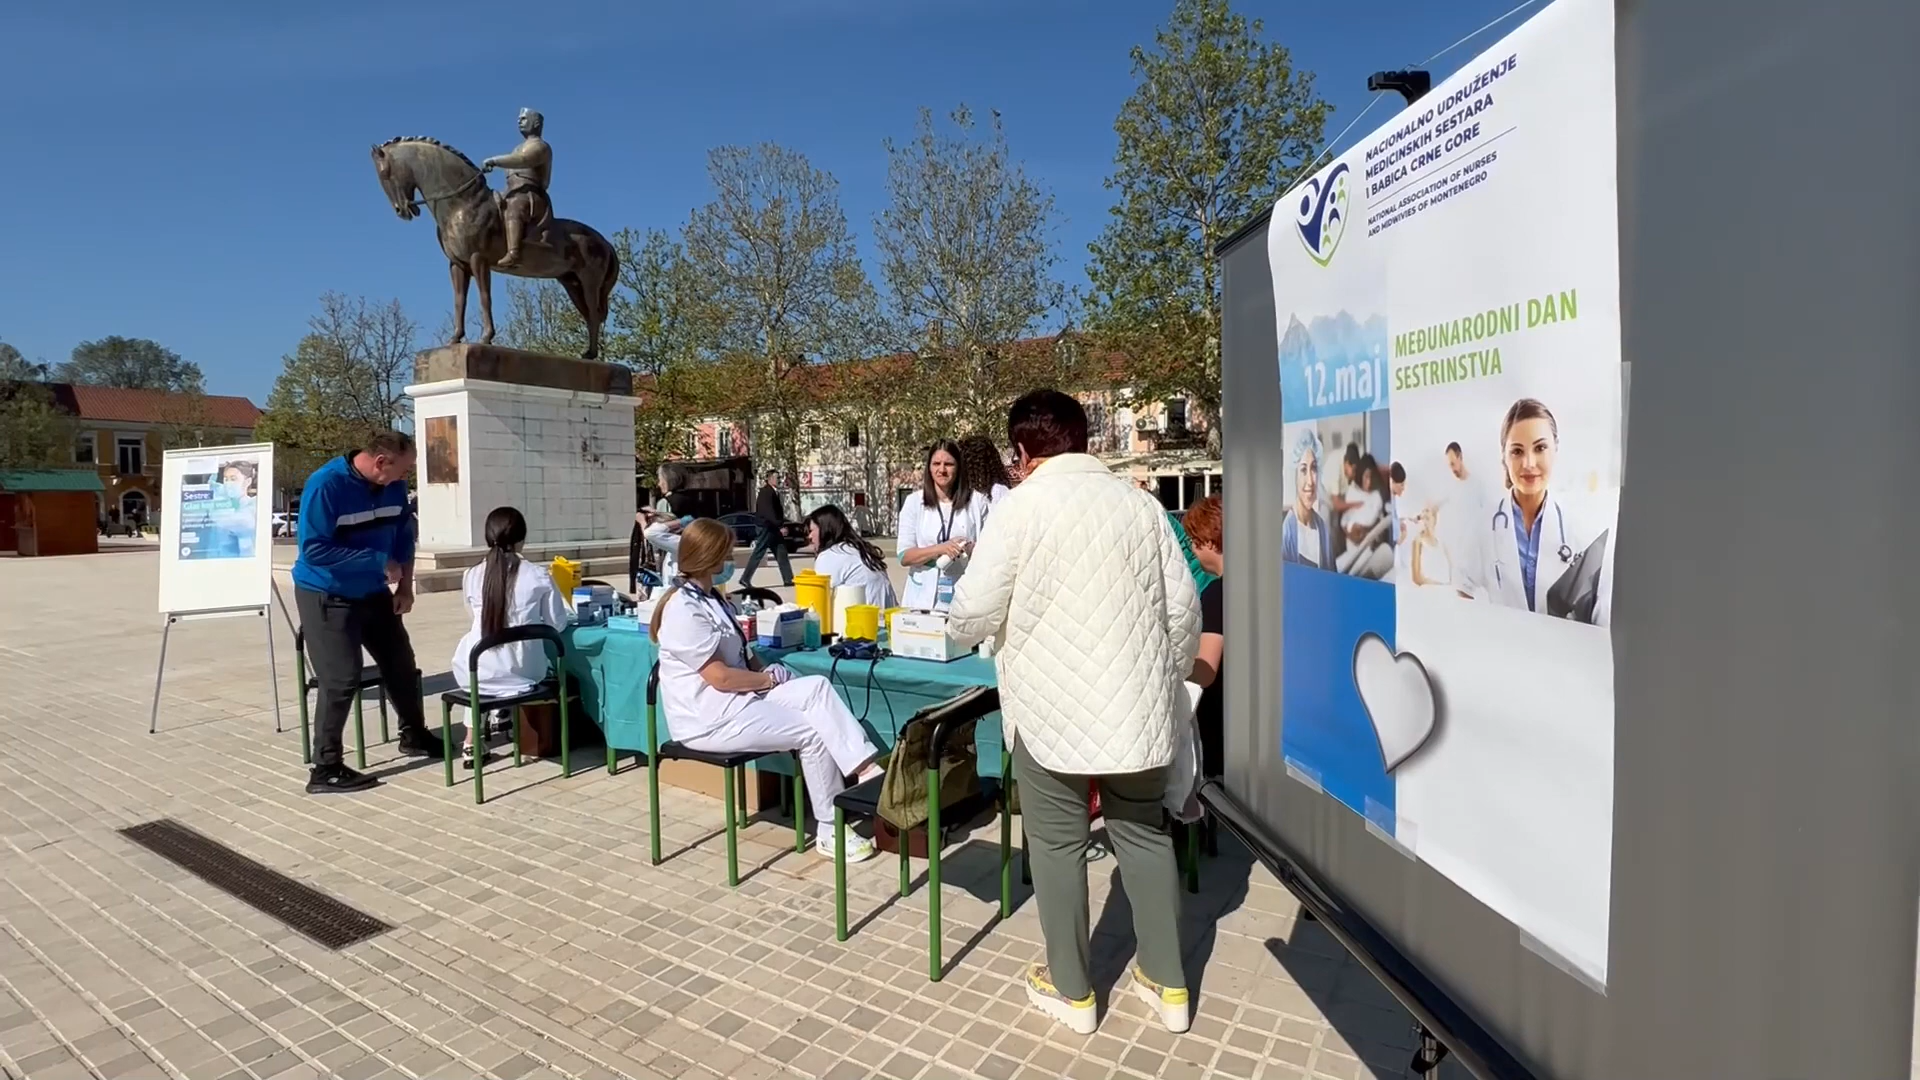 NACIONALNO UDRUŽENJE
MEDICINSKIH SESTARA
I BABICA CRNE GORE
NATIONAL ASSOCIATION OF NURSES
AND MIDWIVIES OF MONTENEGRO
12.maj
MEĐUNARODNI DAN
SESTRINSTVA
Sestre: